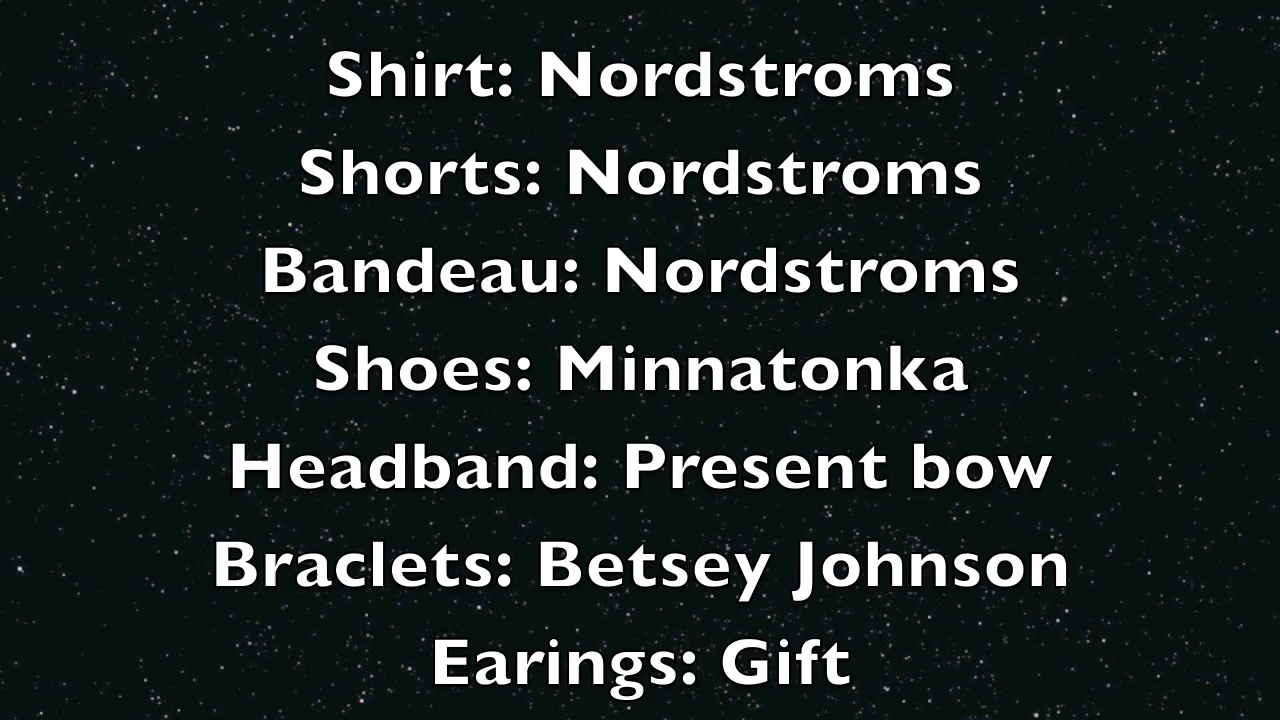 Shirt: Nordstroms
Shorts: Nordstroms
Bandeau: Nordstroms
Shoes: Minnatonka
Headband: Present bow
Braclets: Betsey Johnson
Earings: Gift